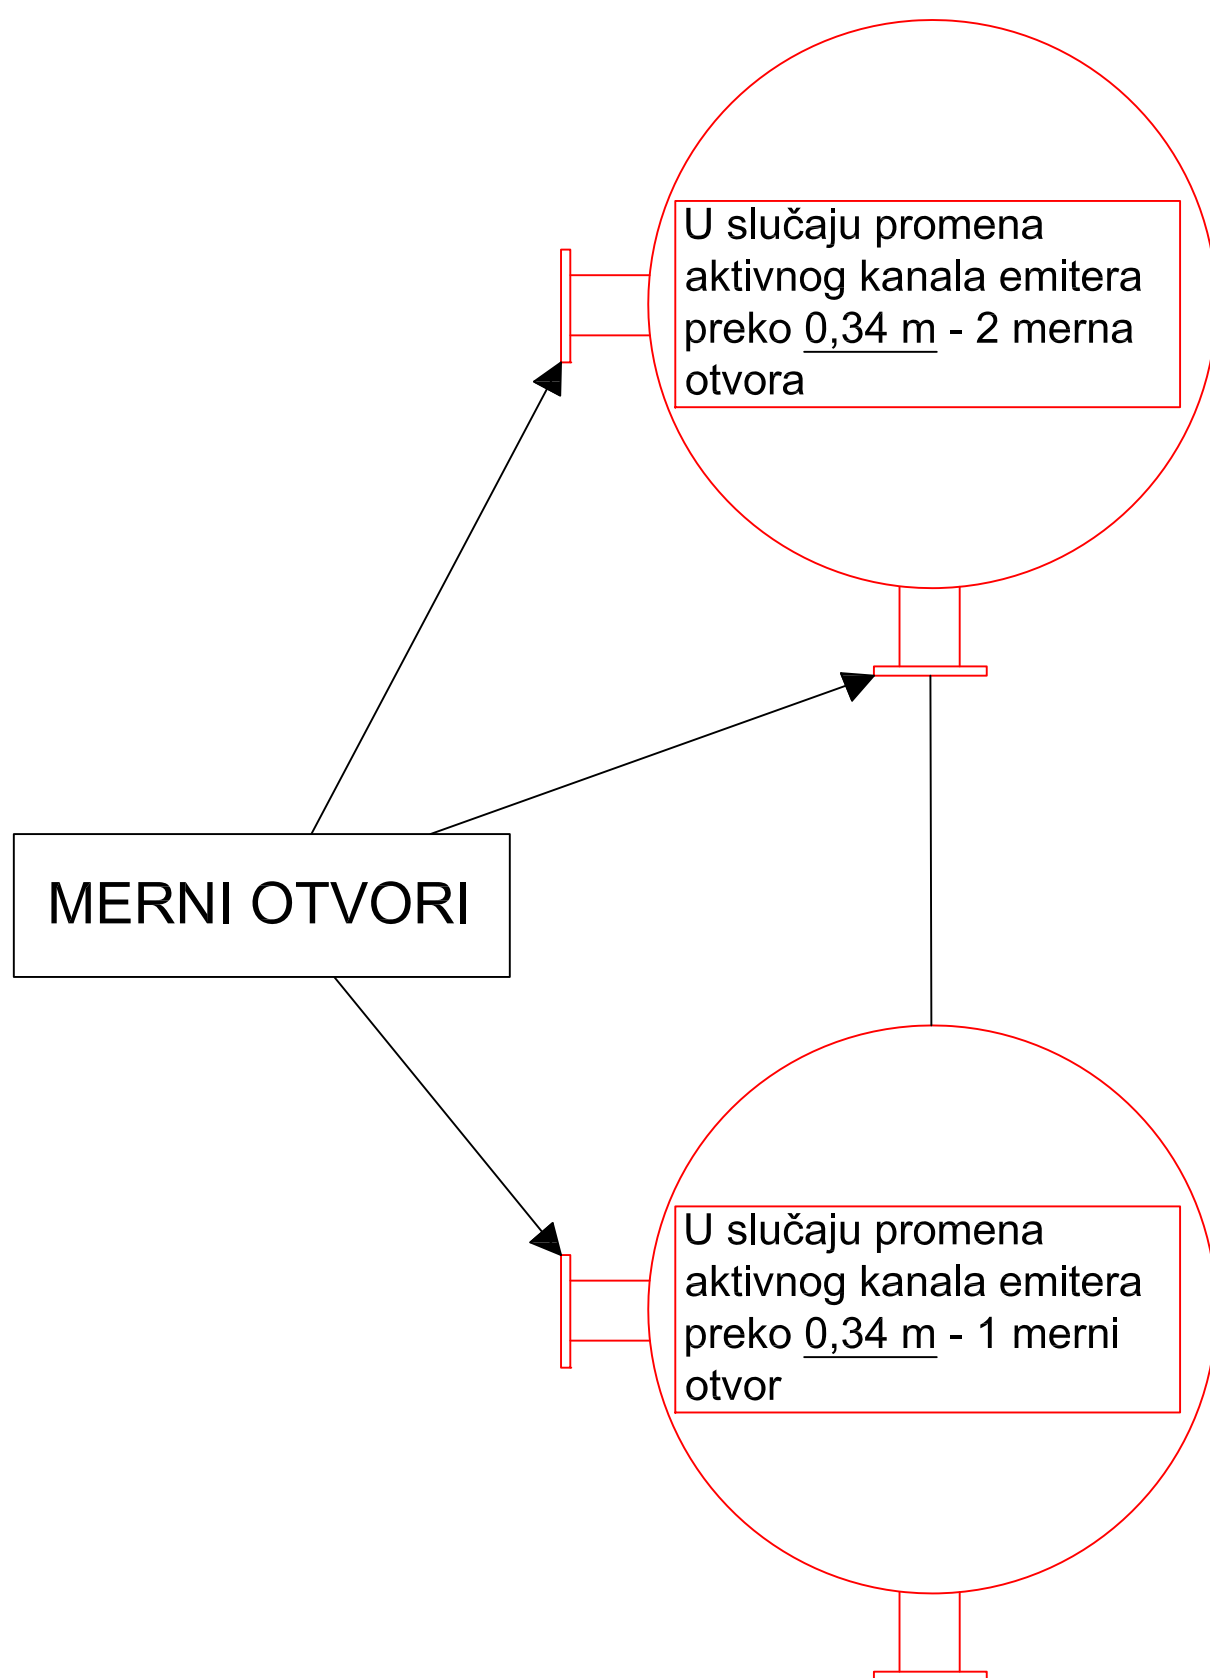 U slučaju promena
aktivnog kanala emitera
preko 0,34 m - 2 merna
otvora
MERNI OTVORI
U slučaju promena
aktivnog kanala emitera
preko 0,34 m - 1 merni
otvor